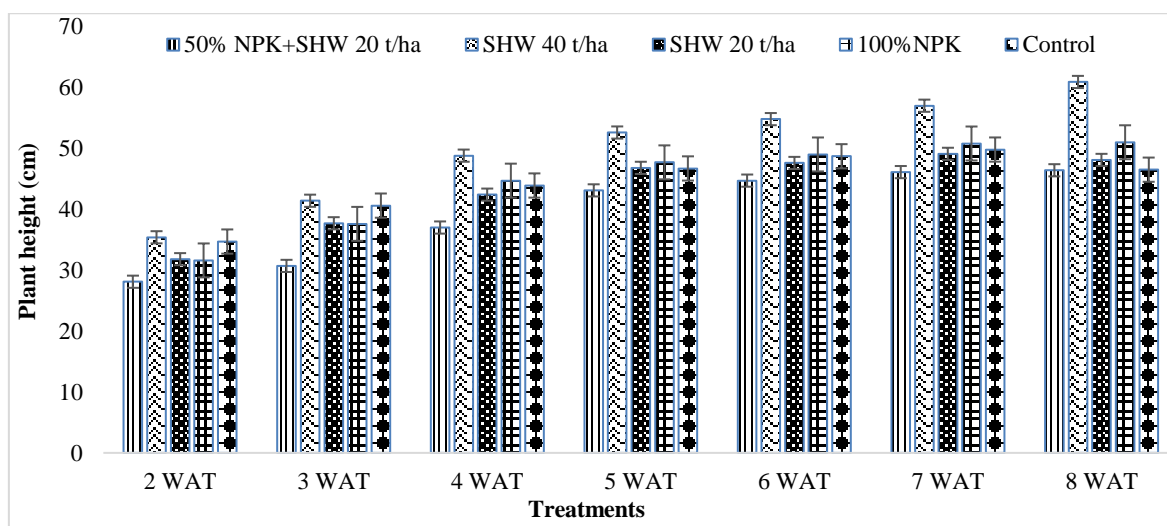 70
50% NPK+SHW 20 t/ha SHW 40 t/ha SHW 20 t/ha 100%NPK Control
60
50
40
30
20
10
0
Plant height (cm)
2 WAT 3 WAT 4 WAT 5 WAT 6 WAT 7 WAT 8 WAT
Treatments